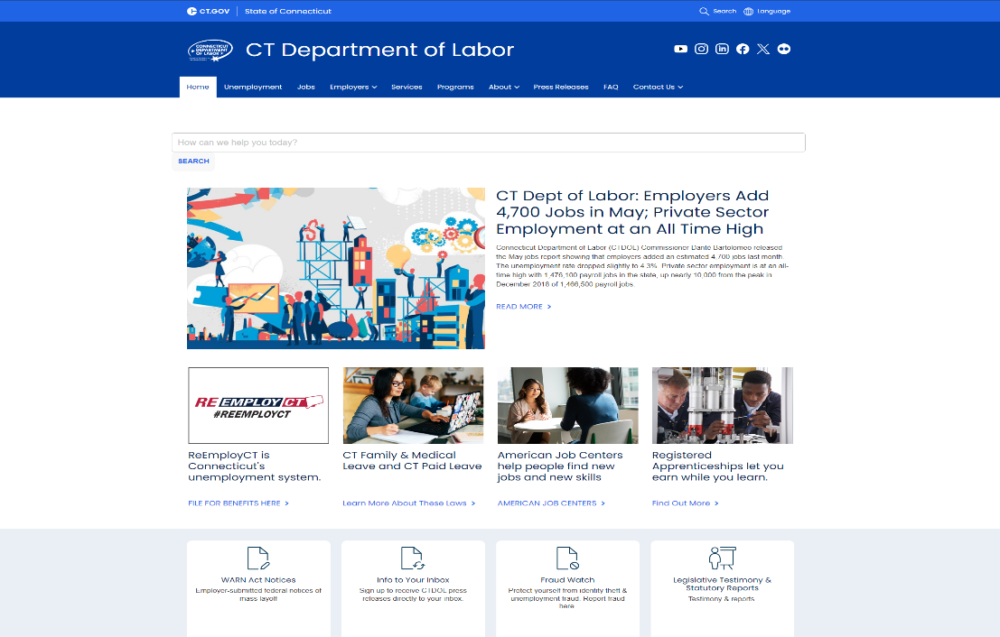 CT.GOV State of Connecticut
Search Language
CONNECTICUT
DEPARTMENT
OF LABOR
CT Department of Labor
Home Unemployment Jobs Employers Services Programs About Press Releases FAQ Contact Us
How can we help you today?
SEARCH
CT Dept of Labor: Employers Add
4,700 Jobs in May; Private Sector
Employment at an All Time High
Connecticut Department of Labor (CTDOL) Commissioner Danté Bartolomeo released
the May jobs report showing that employers added an estimated 4,700 jobs last month.
The unemployment rate dropped slightly to 4.3%. Private sector employment is at an all-
time high with 1,476,100 payroll jobs in the state, up nearly 10,000 from the peak in
December 2018 of 1,466,500 payroll jobs.
READ MORE >
REEMPLOYCT
#REEMPLOYCT
ReEmployCT is
Connecticut's
unemployment system.
FILE FOR BENEFITS HERE >
CT Family & Medical
Leave and CT Paid Leave
Learn More About These Laws >
American Job Centers
help people find new
jobs and new skills
AMERICAN JOB CENTERS >
Registered
Apprenticeships let you
earn while you learn.
Find Out More >
WARN Act Notices
Employer-submitted federal notices of
mass layoff
Info to Your Inbox
Sign up to receive CTDOL press
releases directly to your inbox.
Fraud Watch
Protect yourself from identity theft &
unemployment fraud. Report fraud
here
Legislative Testimony &
Statutory Reports
Testimony & reports